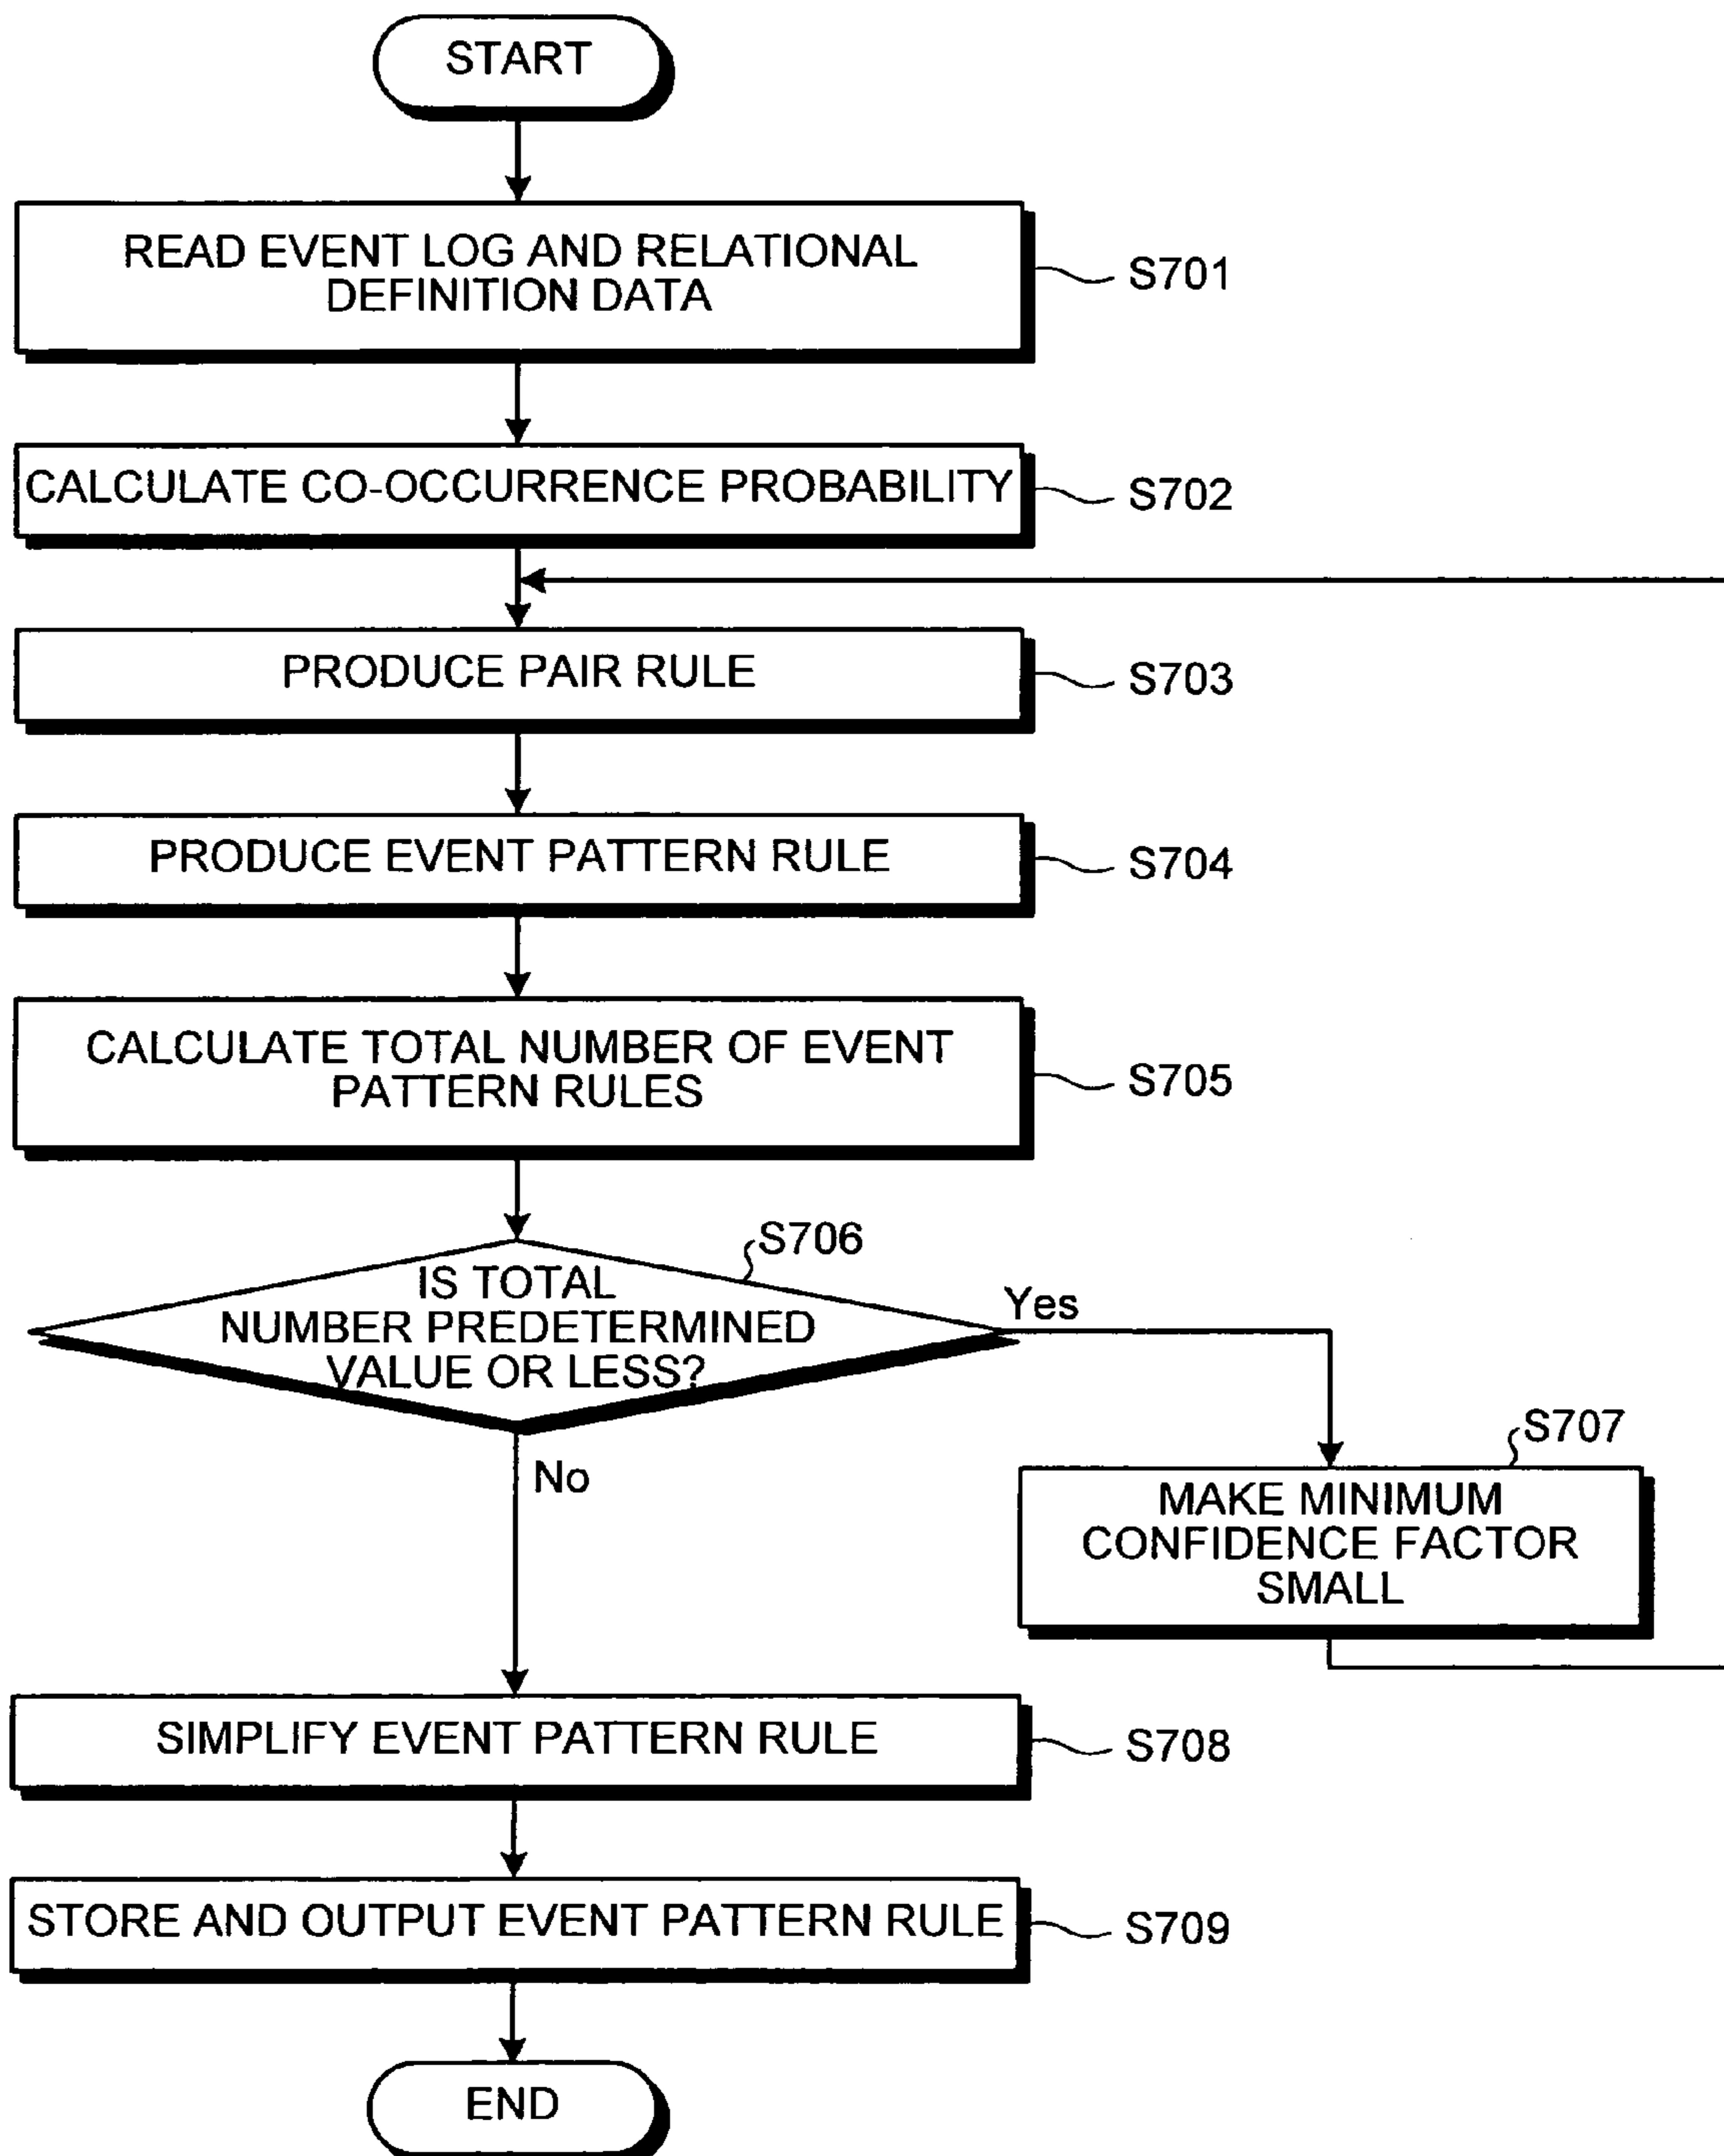 START
READ EVENT LOG AND RELATIONAL
DEFINITION DATA
S701
CALCULATE CO-OCCURRENCE PROBABILITY
S702
PRODUCE PAIR RULE
S703
PRODUCE EVENT PATTERN RULE
S704
CALCULATE TOTAL NUMBER OF EVENT
PATTERN RULES
S705
S706
IS TOTAL
NUMBER PREDETERMINED
VALUE OR LESS?
Yes
No
S707
MAKE MINIMUM
CONFIDENCE FACTOR
SMALL
SIMPLIFY EVENT PATTERN RULE
S708
STORE AND OUTPUT EVENT PATTERN RULE
S709
END